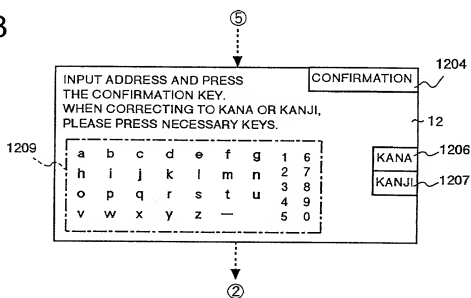 3
⑤
INPUT ADDRESS AND PRESS
THE CONFIRMATION KEY.
WHEN CORRECTING TO KANA OR KANJI,
PLEASE PRESS NECESSARY KEYS.
CONFIRMATION
1204
12
1209
a b c d e f g 1 6
h i j k l m n 2 7
o p q r s t u 3 8
v w x y z — 4 9
5 0
KANA
1206
KANJI
1207
②